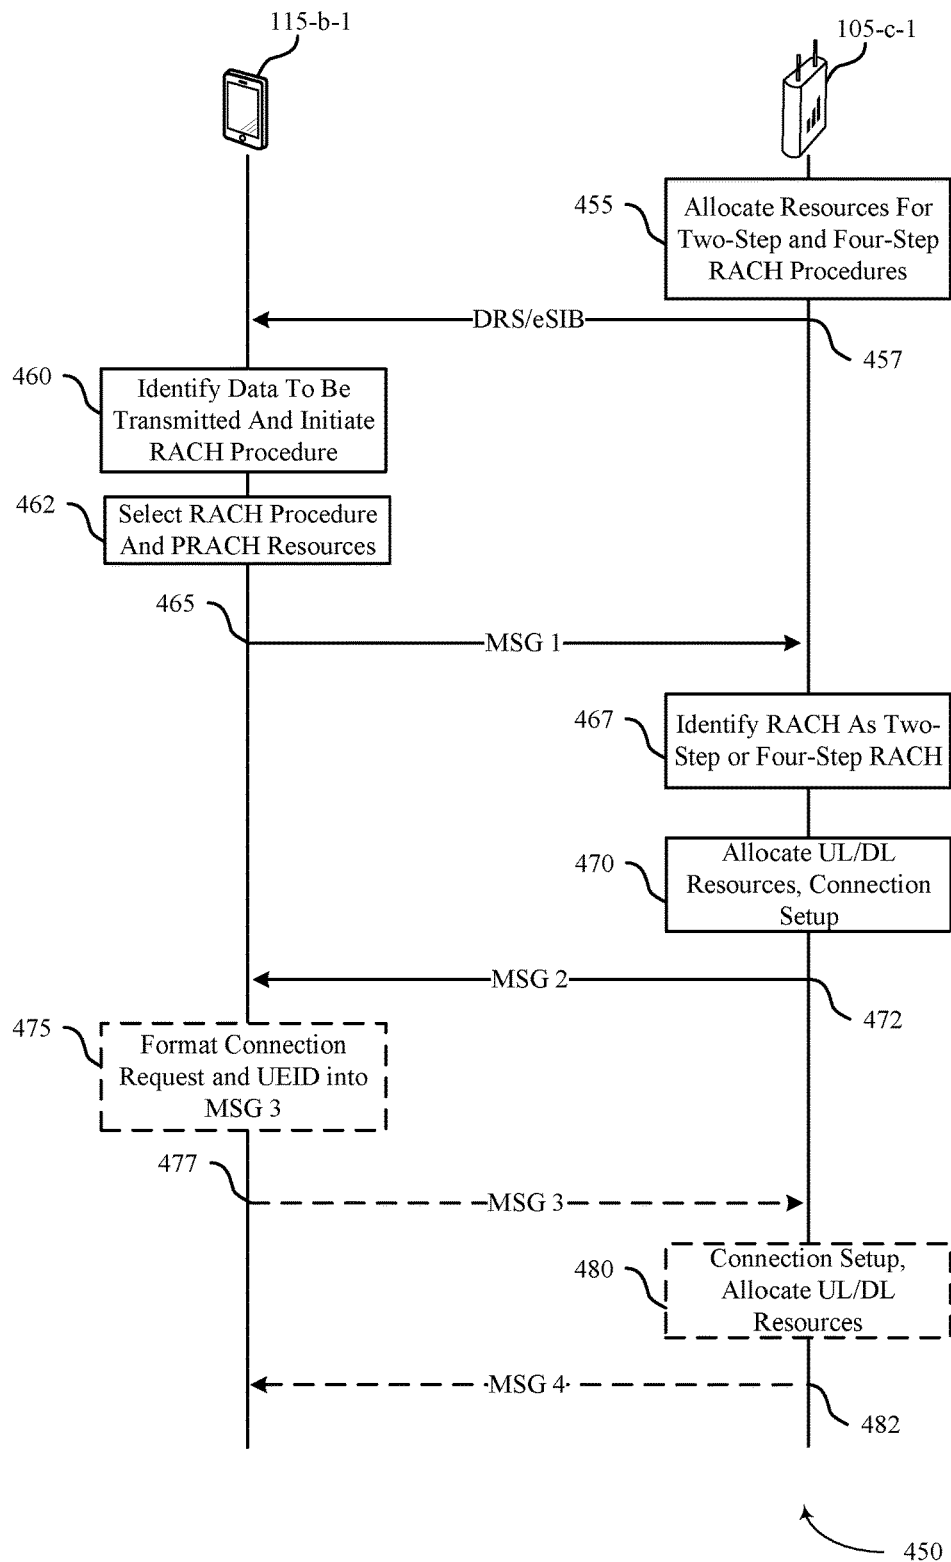 115-b-1
105-c-1
455
Allocate Resources For
Two-Step and Four-Step
RACH Procedures
DRS/eSIB
457
460
Identify Data To Be
Transmitted And Initiate
RACH Procedure
462
Select RACH Procedure
And PRACH Resources
465
MSG 1
467
Identify RACH As Two-
Step or Four-Step RACH
470
Allocate UL/DL
Resources, Connection
Setup
MSG 2
472
475
Format Connection
Request and UEID into
MSG 3
477
MSG 3
480
Connection Setup,
Allocate UL/DL
Resources
MSG 4
482
450